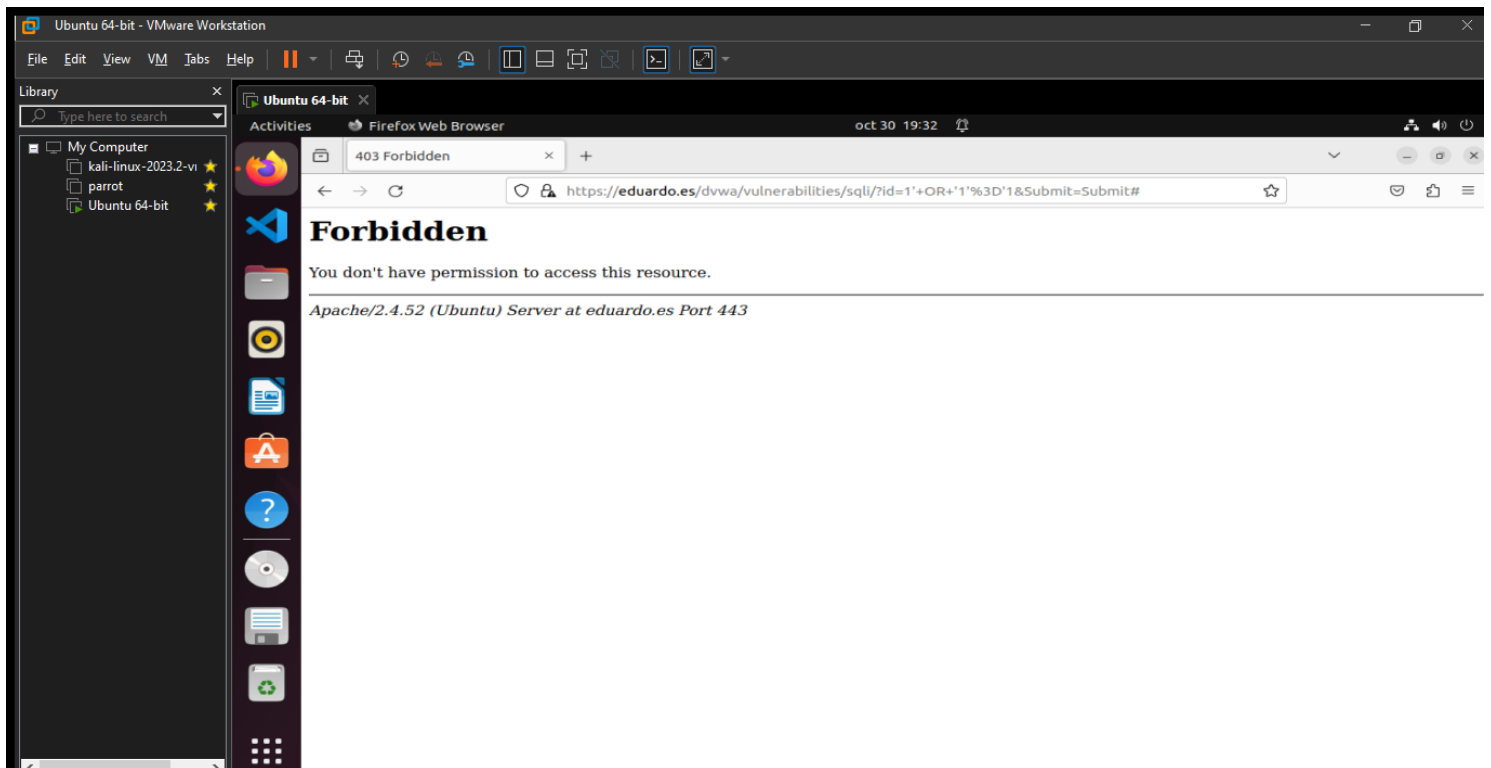 Ubuntu 64-bit - VMware Workstation
File Edit View VM Tabs Help
Library
Type here to search
My Computer
kali-linux-2023.2-vi
parrot
Ubuntu 64-bit
Ubuntu 64-bit
Activities Firefox Web Browser oct 30 19:32
403 Forbidden
https://eduardo.es/dvwa/vulnerabilities/sqli/?id=1'+OR+'1'%3D'1&Submit=Submit#
Forbidden
You don't have permission to access this resource.
Apache/2.4.52 (Ubuntu) Server at eduardo.es Port 443